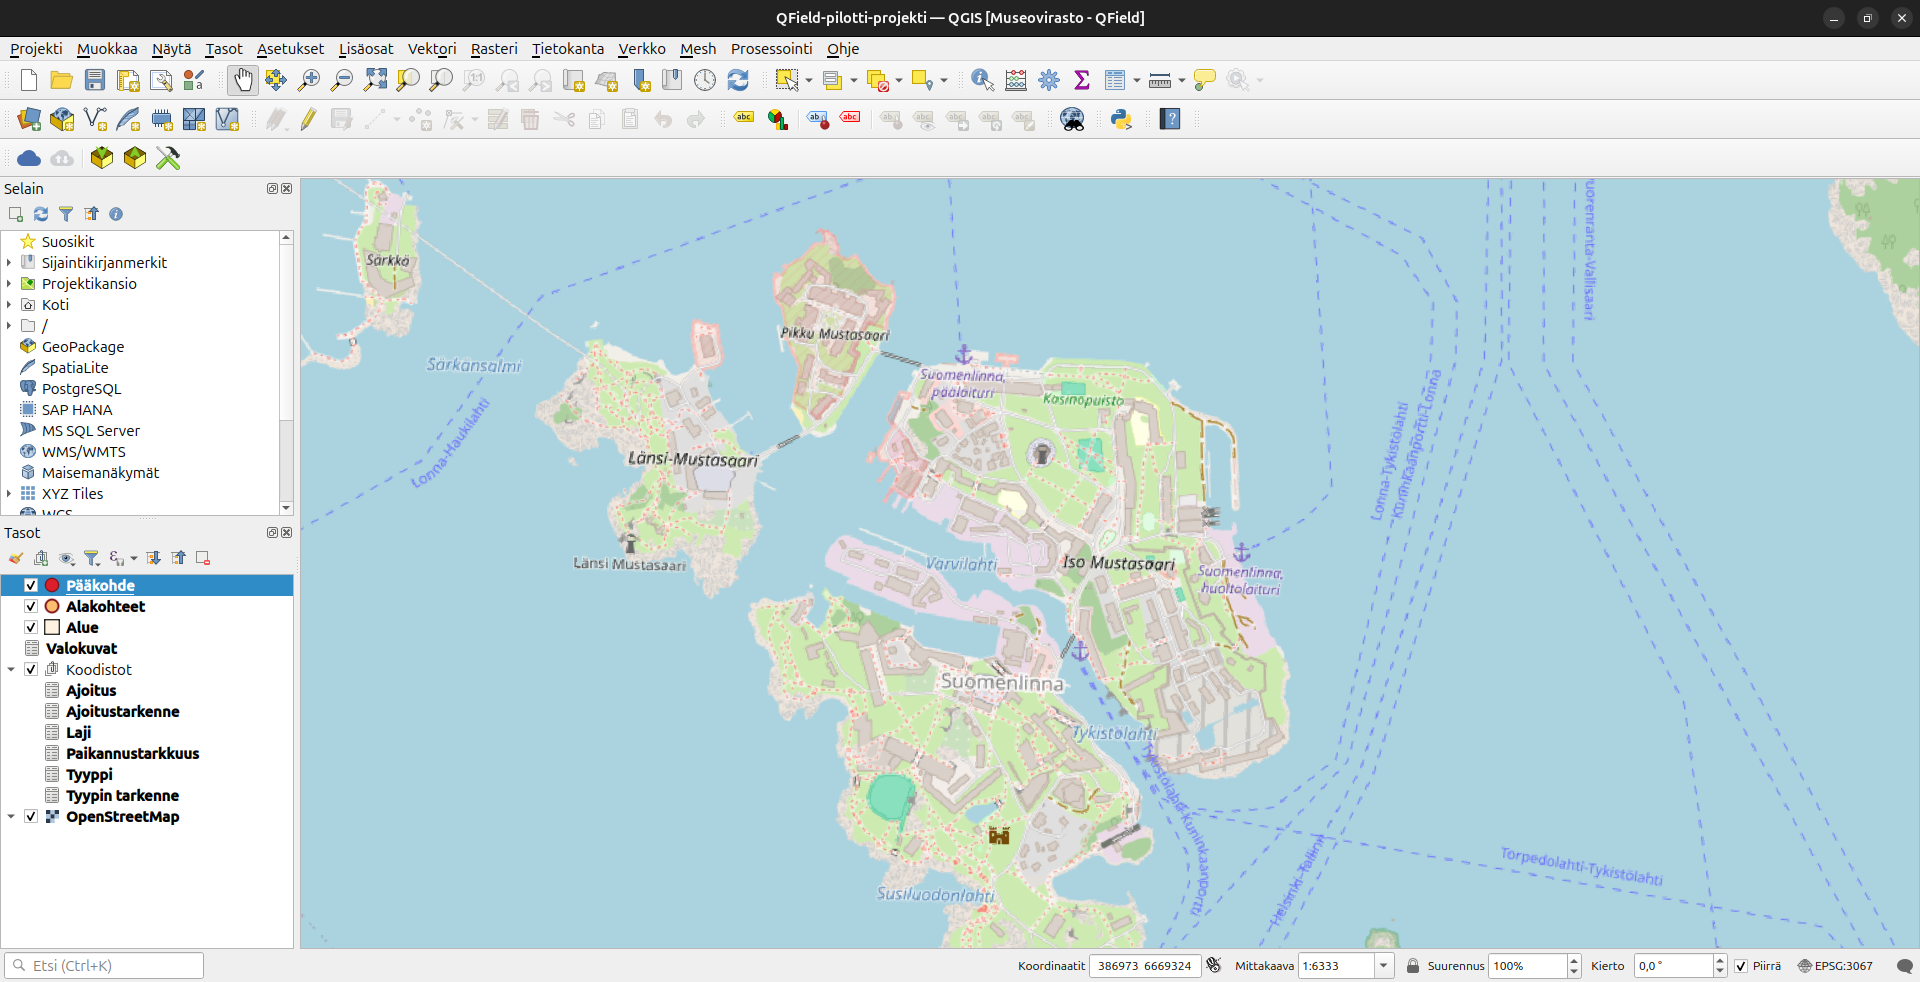 QField-pilotti-projekti — QGIS [Museovirasto - QField]
Projekti Muokkaa Näytä Tasot Asetukset Lisäosat Vektori Rasteri Tietokanta Verkko Mesh Prosessointi Ohje
Selain
Suosikit
Sijaintikirjanmerkit
Projektikansio
Koti
/
GeoPackage
SpatiaLite
PostgreSQL
SAP HANA
MS SQL Server
WMS/WMTS
Maisemanäkymät
XYZ Tiles
WCS
Tasot
Pääkohde
Alakohteet
Alue
Valokuvat
Koodistot
Ajoitus
Ajoitustarkenne
Laji
Paikannustarkkuus
Tyyppi
Tyypin tarkenne
OpenStreetMap
Särkkä
Särkänsalmi
Lonna-Haukilahti
Pikku Mustasaari
Suomenlinna,
päälaituri
Kasinopuisto
Länsi-Mustasaari
Länsi Mustasaari
Varvilahti
Iso Mustasaari
Suomenlinna,
huoltolaituri
Suomenlinna
Tykistölahti
Susiluodonlahti
Lonna-Tykistölahti
Kuninkaanportti-Lonna
Tykistölahti-Kuninkaanportti
Helsinki-Tallinn
Torpedolahti-Tykistölahti
Etsi (Ctrl+K)
Koordinaatit 386973 6669324 Mittakaava 1:6333 Suurennus 100% Kierto 0,0 ° Piirrä EPSG:3067